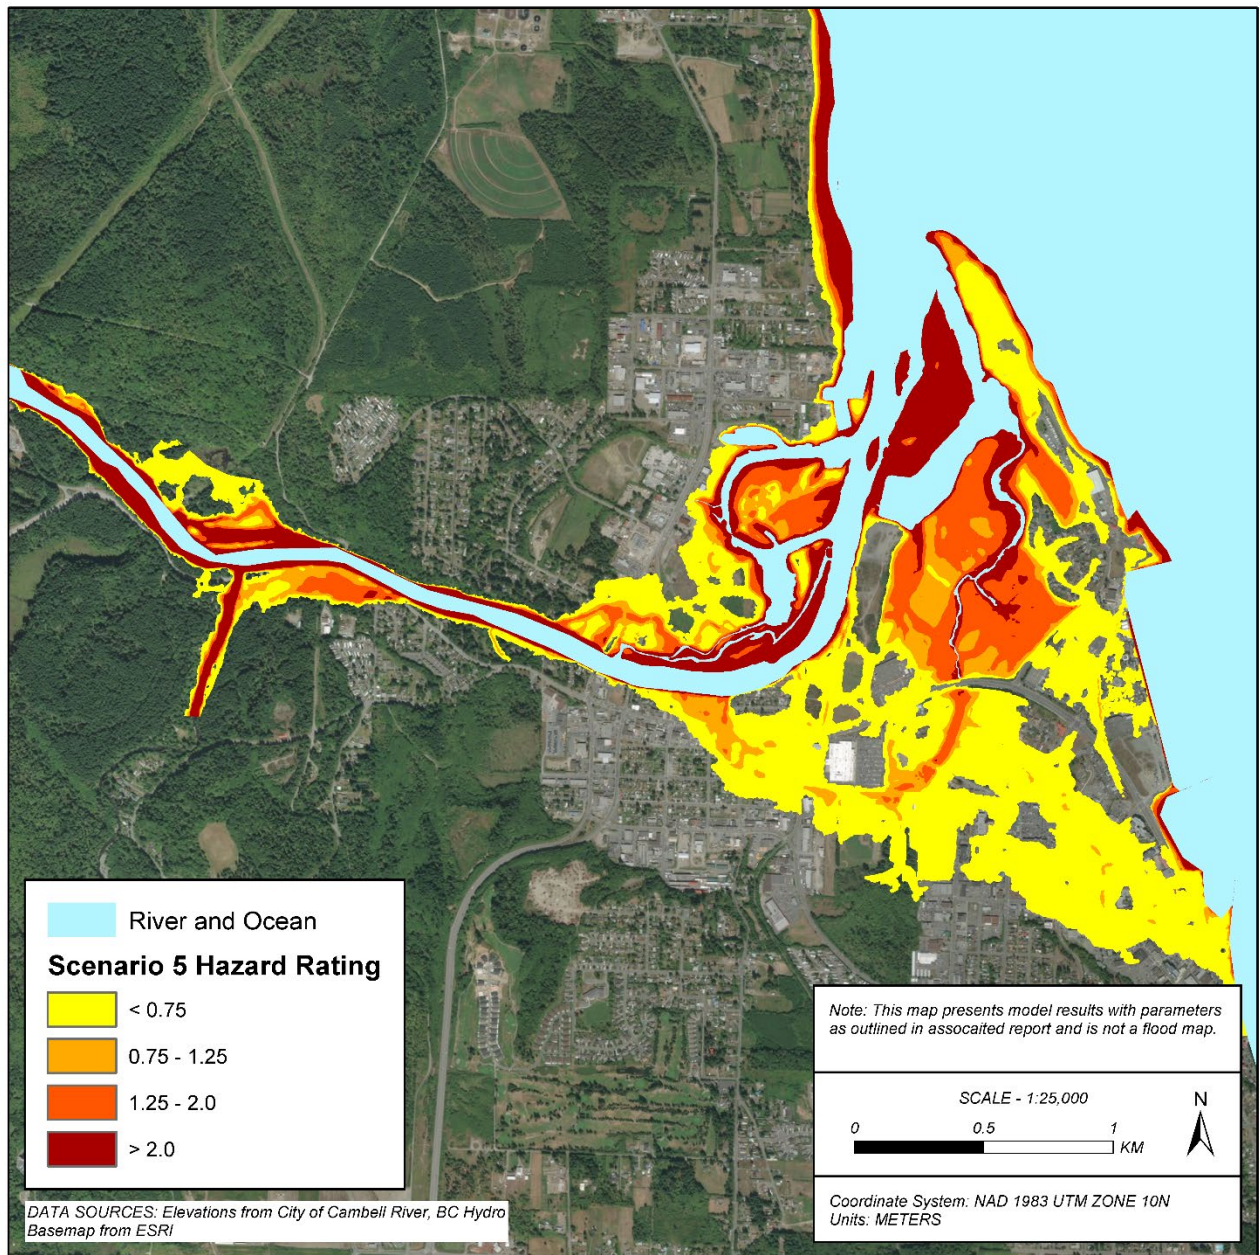 River and Ocean
Scenario 5 Hazard Rating
< 0.75
0.75 - 1.25
1.25 - 2.0
> 2.0
DATA SOURCES: Elevations from City of Cambell River, BC Hydro
Basemap from ESRI
Note: This map presents model results with parameters
as outlined in assocaited report and is not a flood map.
SCALE - 1:25,000
N
0 0.5 1
KM
Coordinate System: NAD 1983 UTM ZONE 10N
Units: METERS